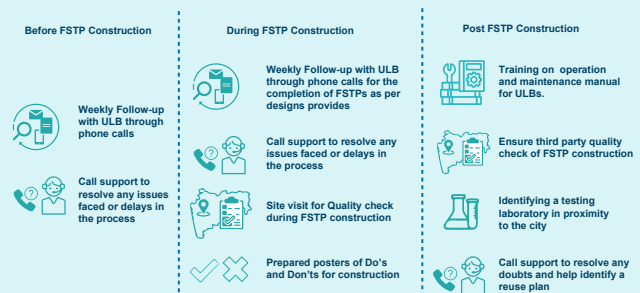 Before FSTP Construction
Weekly Follow-up
with ULB through
phone calls
Call support to
resolve any issues
faced or delays in
the process
During FSTP Construction
Weekly Follow-up with ULB
through phone calls for the
completion of FSTPs as per
designs provides
Call support to resolve any
issues faced or delays in
the process
Site visit for Quality check
during FSTP construction
Prepared posters of Do's
and Don'ts for construction
Post FSTP Construction
Training on operation
and maintenance manual
for ULBs.
Ensure third party quality
check of FSTP construction
Identifying a testing
laboratory in proximity
to the city
Call support to resolve any
doubts and help identify a
reuse plan